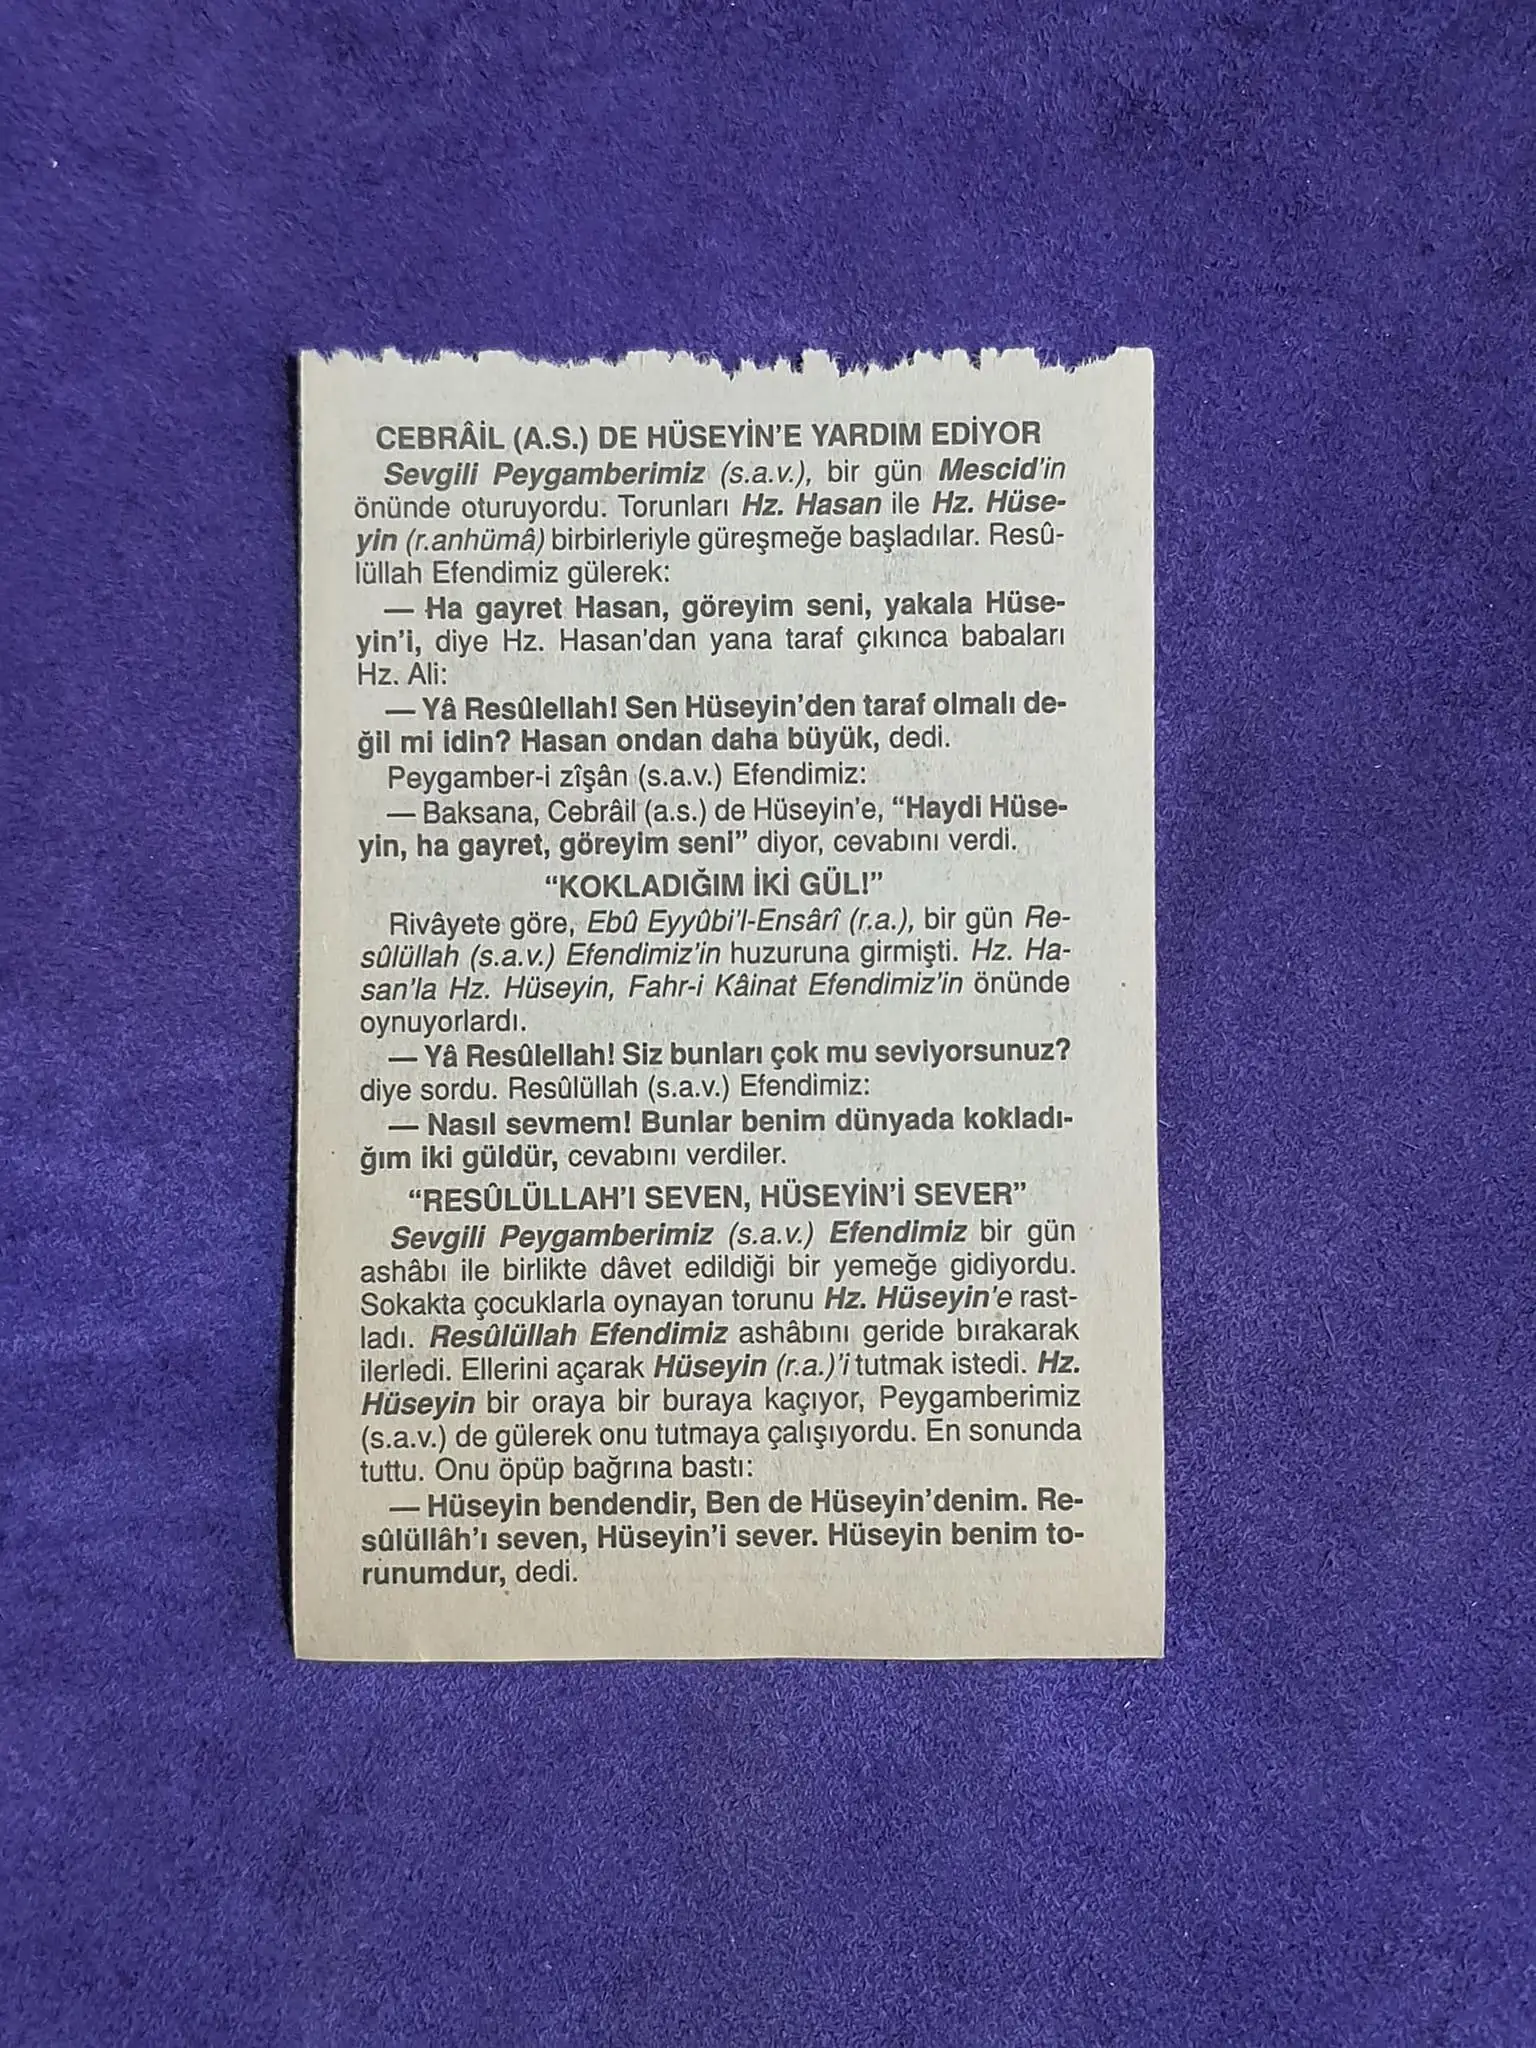 CEBRÂİL (A.S.) DE HÜSEYİN'E YARDIM EDİYOR
Sevgili Peygamberimiz (s.a.v.), bir gün Mescid'in
önünde oturuyordu. Torunları Hz. Hasan ile Hz. Hüse-
yin (r.anhümâ) birbirleriyle güreşmeğe başladılar. Resû-
lüllah Efendimiz gülerek:
— Ha gayret Hasan, göreyim seni, yakala Hüse-
yin'i, diye Hz. Hasan'dan yana taraf çıkınca babaları
Hz. Ali:
— Yâ Resûlellah! Sen Hüseyin'den taraf olmalı de-
ğil mi idin? Hasan ondan daha büyük, dedi.
Peygamber-i zîşân (s.a.v.) Efendimiz:
— Baksana, Cebrâil (a.s.) de Hüseyin'e, “Haydi Hüse-
yin, ha gayret, göreyim seni” diyor, cevabını verdi.
“KOKLADIĞIM İKİ GÜL!”
Rivâyete göre, Ebû Eyyûbi'l-Ensârî (r.a.), bir gün Re-
sûlüllah (s.a.v.) Efendimiz'in huzuruna girmişti. Hz. Ha-
san'la Hz. Hüseyin, Fahr-i Kâinat Efendimiz'in önünde
oynuyorlardı.
— Yâ Resûlellah! Siz bunları çok mu seviyorsunuz?
diye sordu. Resûlüllah (s.a.v.) Efendimiz:
— Nasıl sevmem! Bunlar benim dünyada kokladı-
ğım iki güldür, cevabını verdiler.
“RESÛLÜLLAH'I SEVEN, HÜSEYİN'İ SEVER”
Sevgili Peygamberimiz (s.a.v.) Efendimiz bir gün
ashâbı ile birlikte dâvet edildiği bir yemeğe gidiyordu.
Sokakta çocuklarla oynayan torunu Hz. Hüseyin'e rast-
ladı. Resûlüllah Efendimiz ashâbını geride bırakarak
ilerledi. Ellerini açarak Hüseyin (r.a.)'i tutmak istedi. Hz.
Hüseyin bir oraya bir buraya kaçıyor, Peygamberimiz
(s.a.v.) de gülerek onu tutmaya çalışıyordu. En sonunda
tuttu. Onu öpüp bağrına bastı:
— Hüseyin bendendir, Ben de Hüseyin'denim. Re-
sûlüllâh'ı seven, Hüseyin'i sever. Hüseyin benim to-
runumdur, dedi.